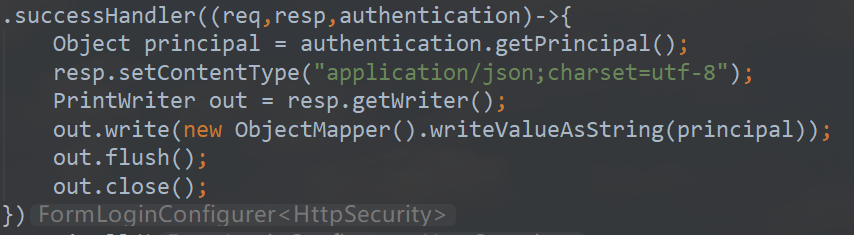 .successHandler((req,resp,authentication)->{
    Object principal = authentication.getPrincipal();
    resp.setContentType("application/json;charset=utf-8");
    PrintWriter out = resp.getWriter();
    out.write(new ObjectMapper().writeValueAsString(principal));
    out.flush();
    out.close();
}) FormLoginConfigurer<HttpSecurity>